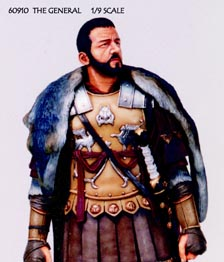 60910 THE GENERAL 1/9 SCALE